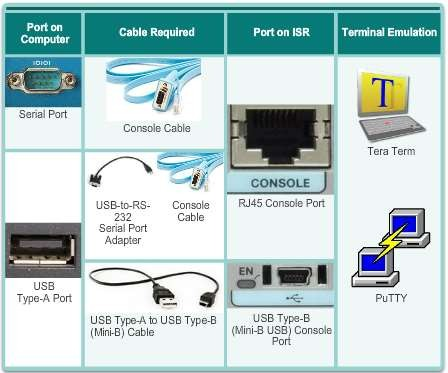 Port on
Computer
Cable Required
Port on ISR
Terminal Emulation
IOIOI
Serial Port
Console Cable
CONSOLE
RJ45 Console Port
T
Tera Term
USB-to-RS-
232
Serial Port
Adapter
Console
Cable
USB
Type-A Port
USB Type-A to USB Type-B
(Mini-B) Cable
EN
USB Type-B
(Mini-B USB) Console
Port
PuTTY